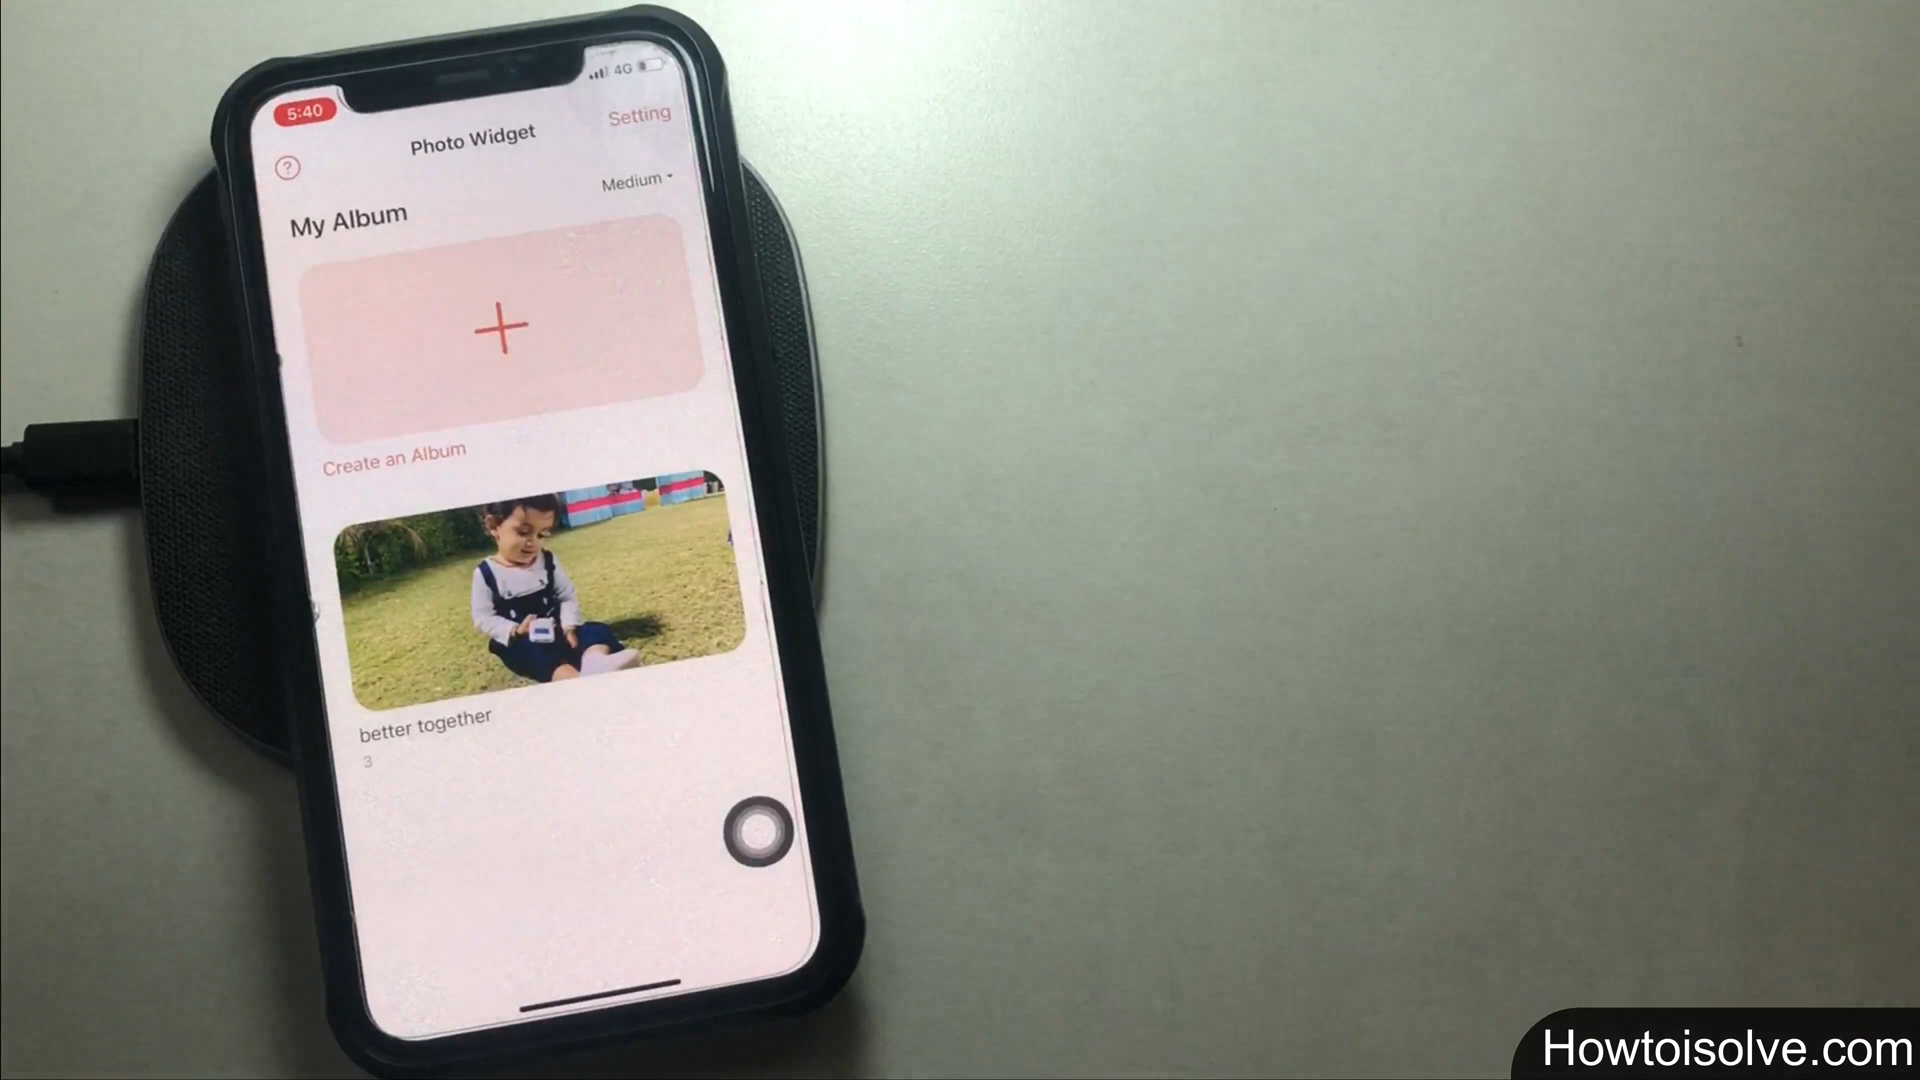 5:40
4G
Photo Widget
Setting
?
Medium
My Album
Create an Album
better together
3
Howtoisolve.com